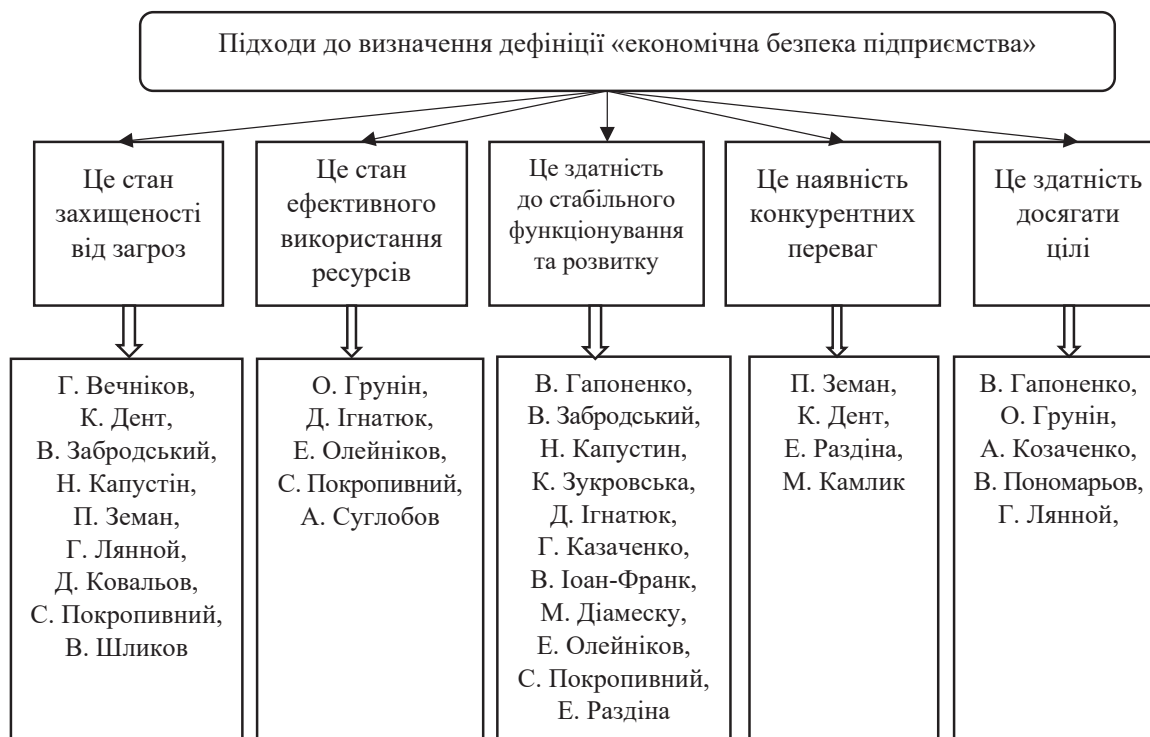 Підходи до визначення дефініції «економічна безпека підприємства»
Це стан
захищеності
від загроз
Це стан
ефективного
використання
ресурсів
Це здатність
до стабільного
функціонування
та розвитку
Це наявність
конкурентних
переваг
Це здатність
досягати
цілі
Г. Вечніков,
К. Дент,
В. Забродський,
Н. Капустін,
П. Земан,
Г. Лянной,
Д. Ковальов,
С. Покропивний,
В. Шликов
О. Грунін,
Д. Ігнатюк,
Е. Олейніков,
С. Покропивний,
А. Суглобов
В. Гапоненко,
В. Забродський,
Н. Капустин,
К. Зукровська,
Д. Ігнатюк,
Г. Казаченко,
В. Іоан-Франк,
М. Діамеску,
Е. Олейніков,
С. Покропивний,
Е. Раздіна
П. Земан,
К. Дент,
Е. Раздіна,
М. Камлик
В. Гапоненко,
О. Грунін,
А. Козаченко,
В. Пономарьов,
Г. Лянной,